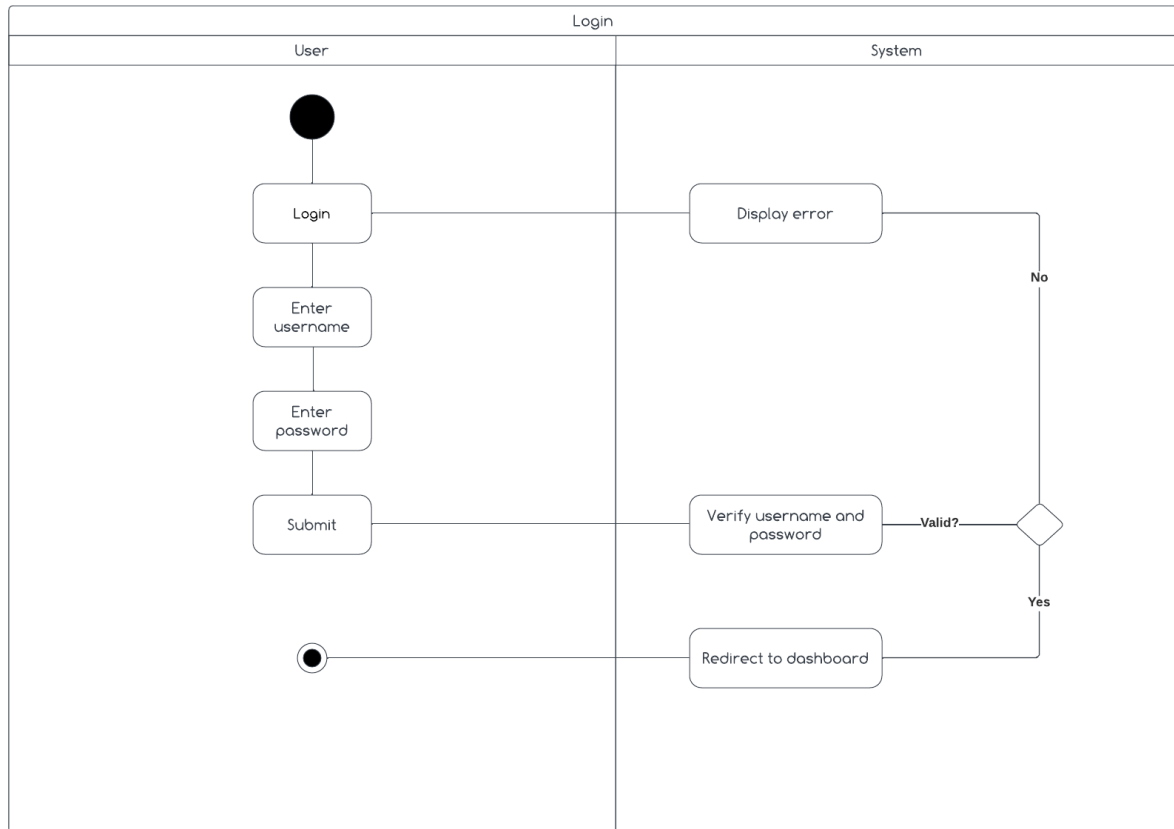 Login
User
System
Login
Display error
No
Enter
username
Enter
password
Submit
Verify username and
password
Valid?
Yes
Redirect to dashboard